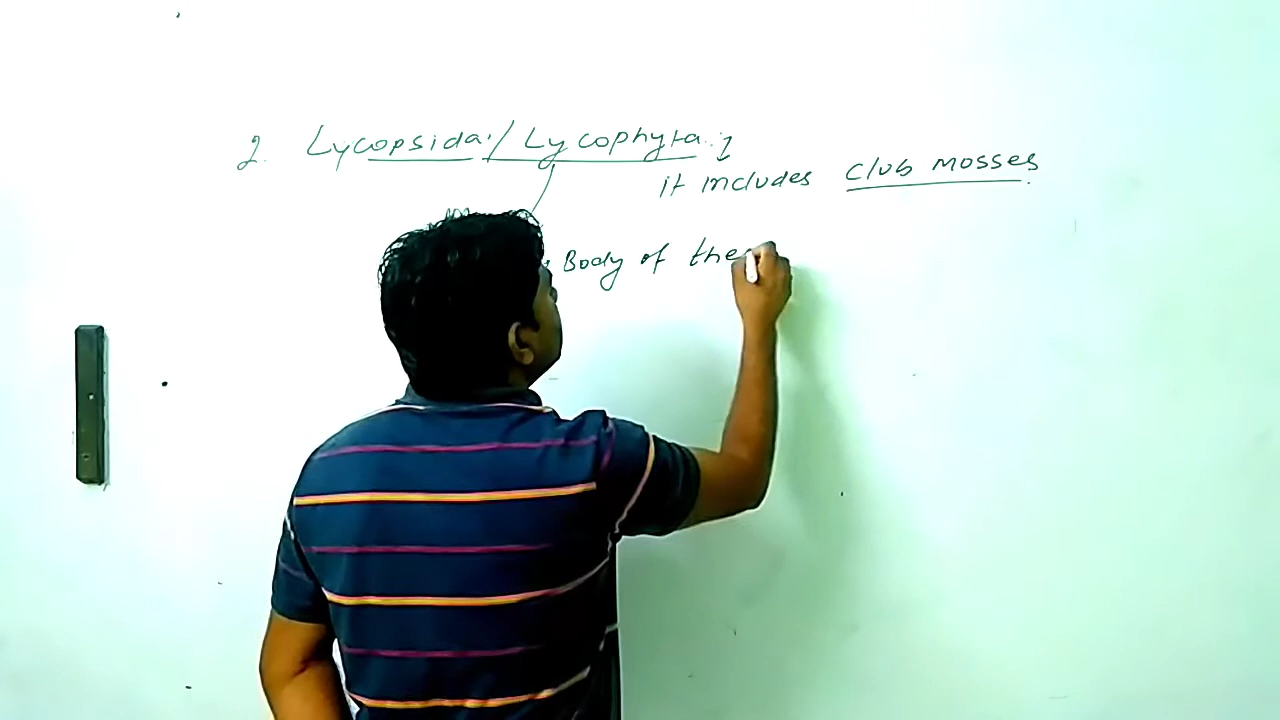 2. Lycopsida / Lycophyta :-
it includes club mosses
Body of the